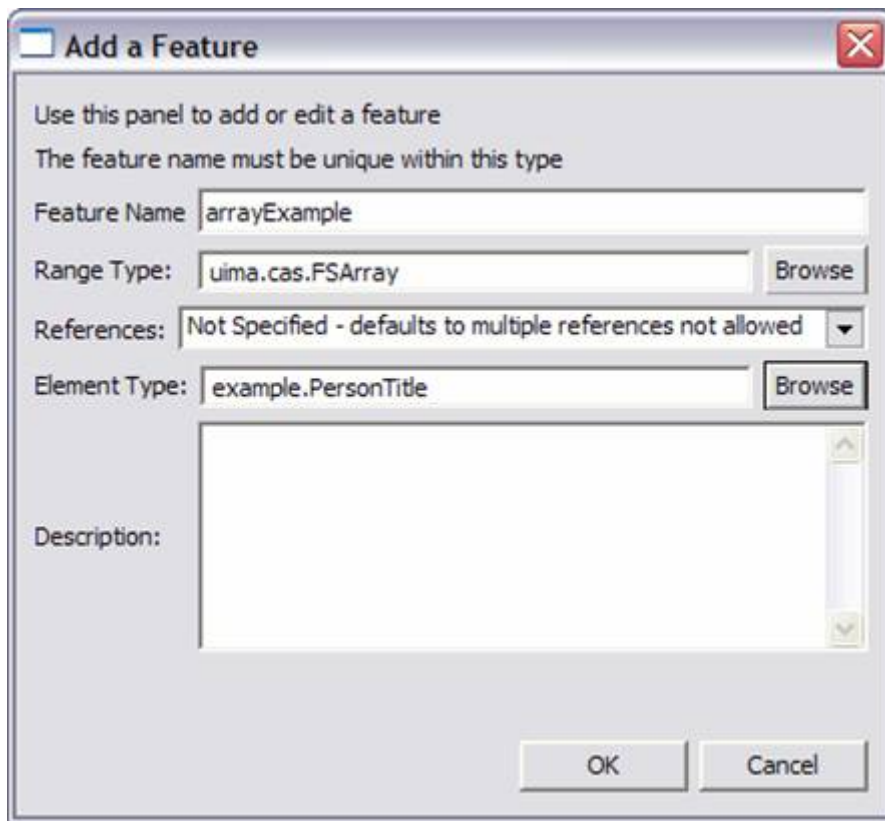 Add a Feature
Use this panel to add or edit a feature
The feature name must be unique within this type
Feature Name arrayExample
Range Type: uima.cas.FSArray Browse
References: Not Specified - defaults to multiple references not allowed
Element Type: example.PersonTitle Browse
Description:
OK Cancel